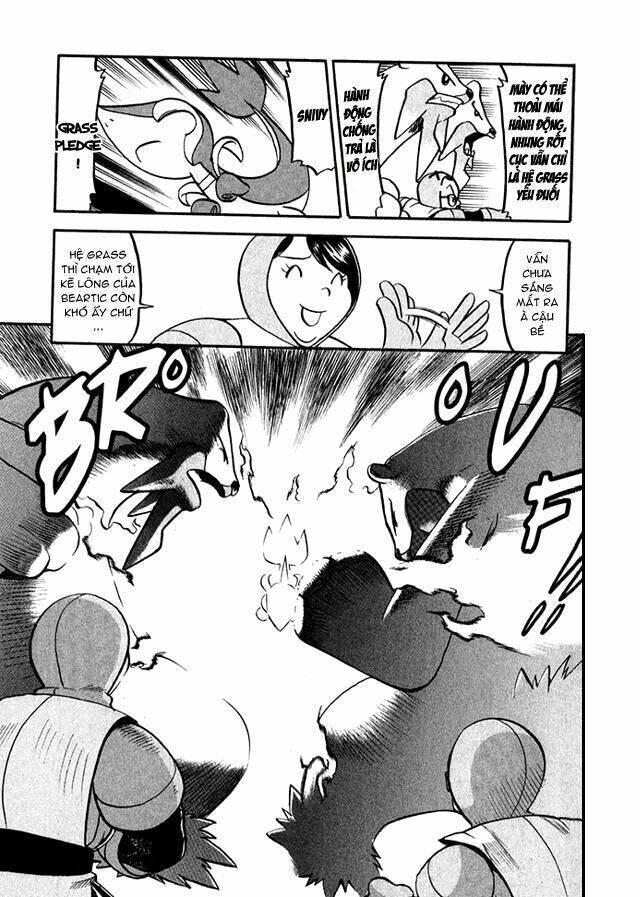 MÀY CÓ THỂ
THOẢI MÁI
HÀNH ĐỘNG,
NHƯNG RỐT
CỤC VẪN CHỈ
LÀ HỆ GRASS
YẾU ĐUỐI
HÀNH
ĐỘNG
CHỐNG
TRẢ LÀ
VÔ ÍCH
SNIVY
GRASS
PLEDGE
!
VẪN
CHƯA
SÁNG
MẮT RA
À CẬU
BÉ
HỆ GRASS
THÌ CHẠM TỚI
KẼ LÔNG CỦA
BEARTIC CÒN
KHÓ ẤY CHỨ
...
BRO
OUF!!